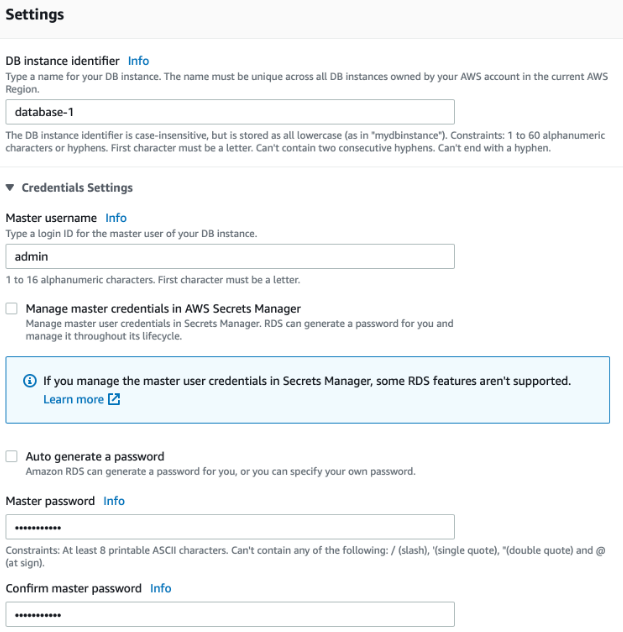 Settings
DB instance identifier Info
Type a name for your DB instance. The name must be unique across all DB instances owned by your AWS account in the current AWS
Region.
database-1
The DB instance identifier is case-insensitive, but is stored as all lowercase (as in "mydbinstance"). Constraints: 1 to 60 alphanumeric
characters or hyphens. First character must be a letter. Can't contain two consecutive hyphens. Can't end with a hyphen.
▼ Credentials Settings
Master username Info
Type a login ID for the master user of your DB instance.
admin
1 to 16 alphanumeric characters. First character must be a letter.
Manage master credentials in AWS Secrets Manager
Manage master user credentials in Secrets Manager. RDS can generate a password for you and
manage it throughout its lifecycle.
If you manage the master user credentials in Secrets Manager, some RDS features aren't supported.
Learn more
Auto generate a password
Amazon RDS can generate a password for you, or you can specify your own password.
Master password Info
•••••••••••
Constraints: At least 8 printable ASCII characters. Can't contain any of the following: / (slash), '(single quote), "(double quote) and @
(at sign).
Confirm master password Info
•••••••••••